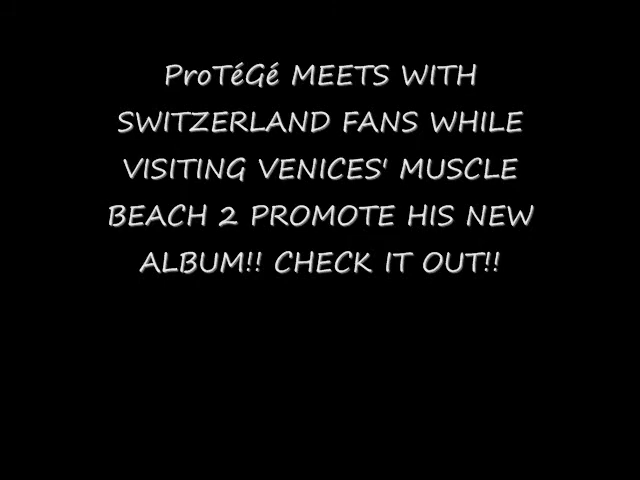 ProTéGé MEETS WITH
SWITZERLAND FANS WHILE
VISITING VENICES' MUSCLE
BEACH 2 PROMOTE HIS NEW
ALBUM!! CHECK IT OUT!!